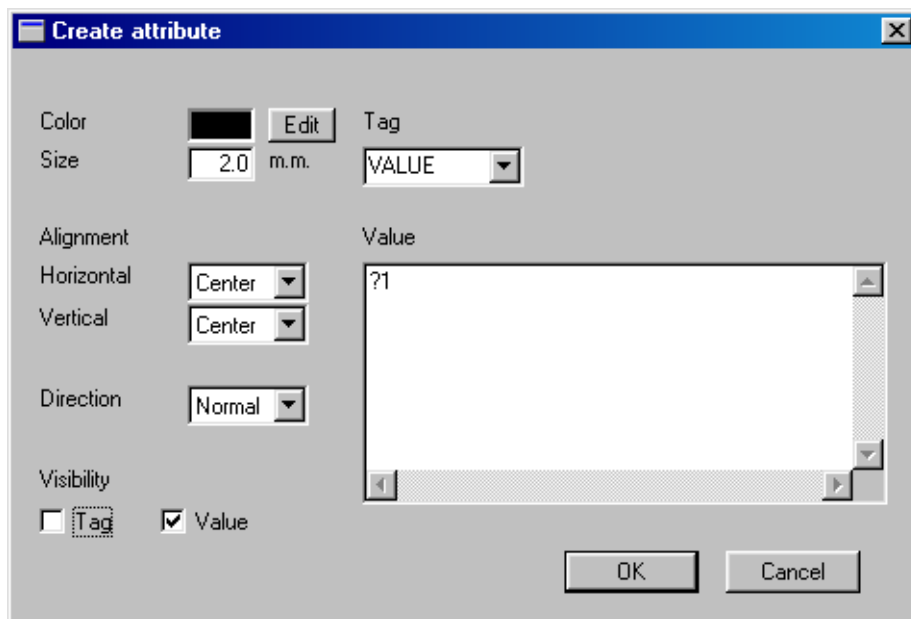 Create attribute
Color Edit Tag
Size 2.0 m.m. VALUE
Alignment Value
Horizontal Center ?1
Vertical Center
Direction Normal
Visibility
Tag Value
OK Cancel